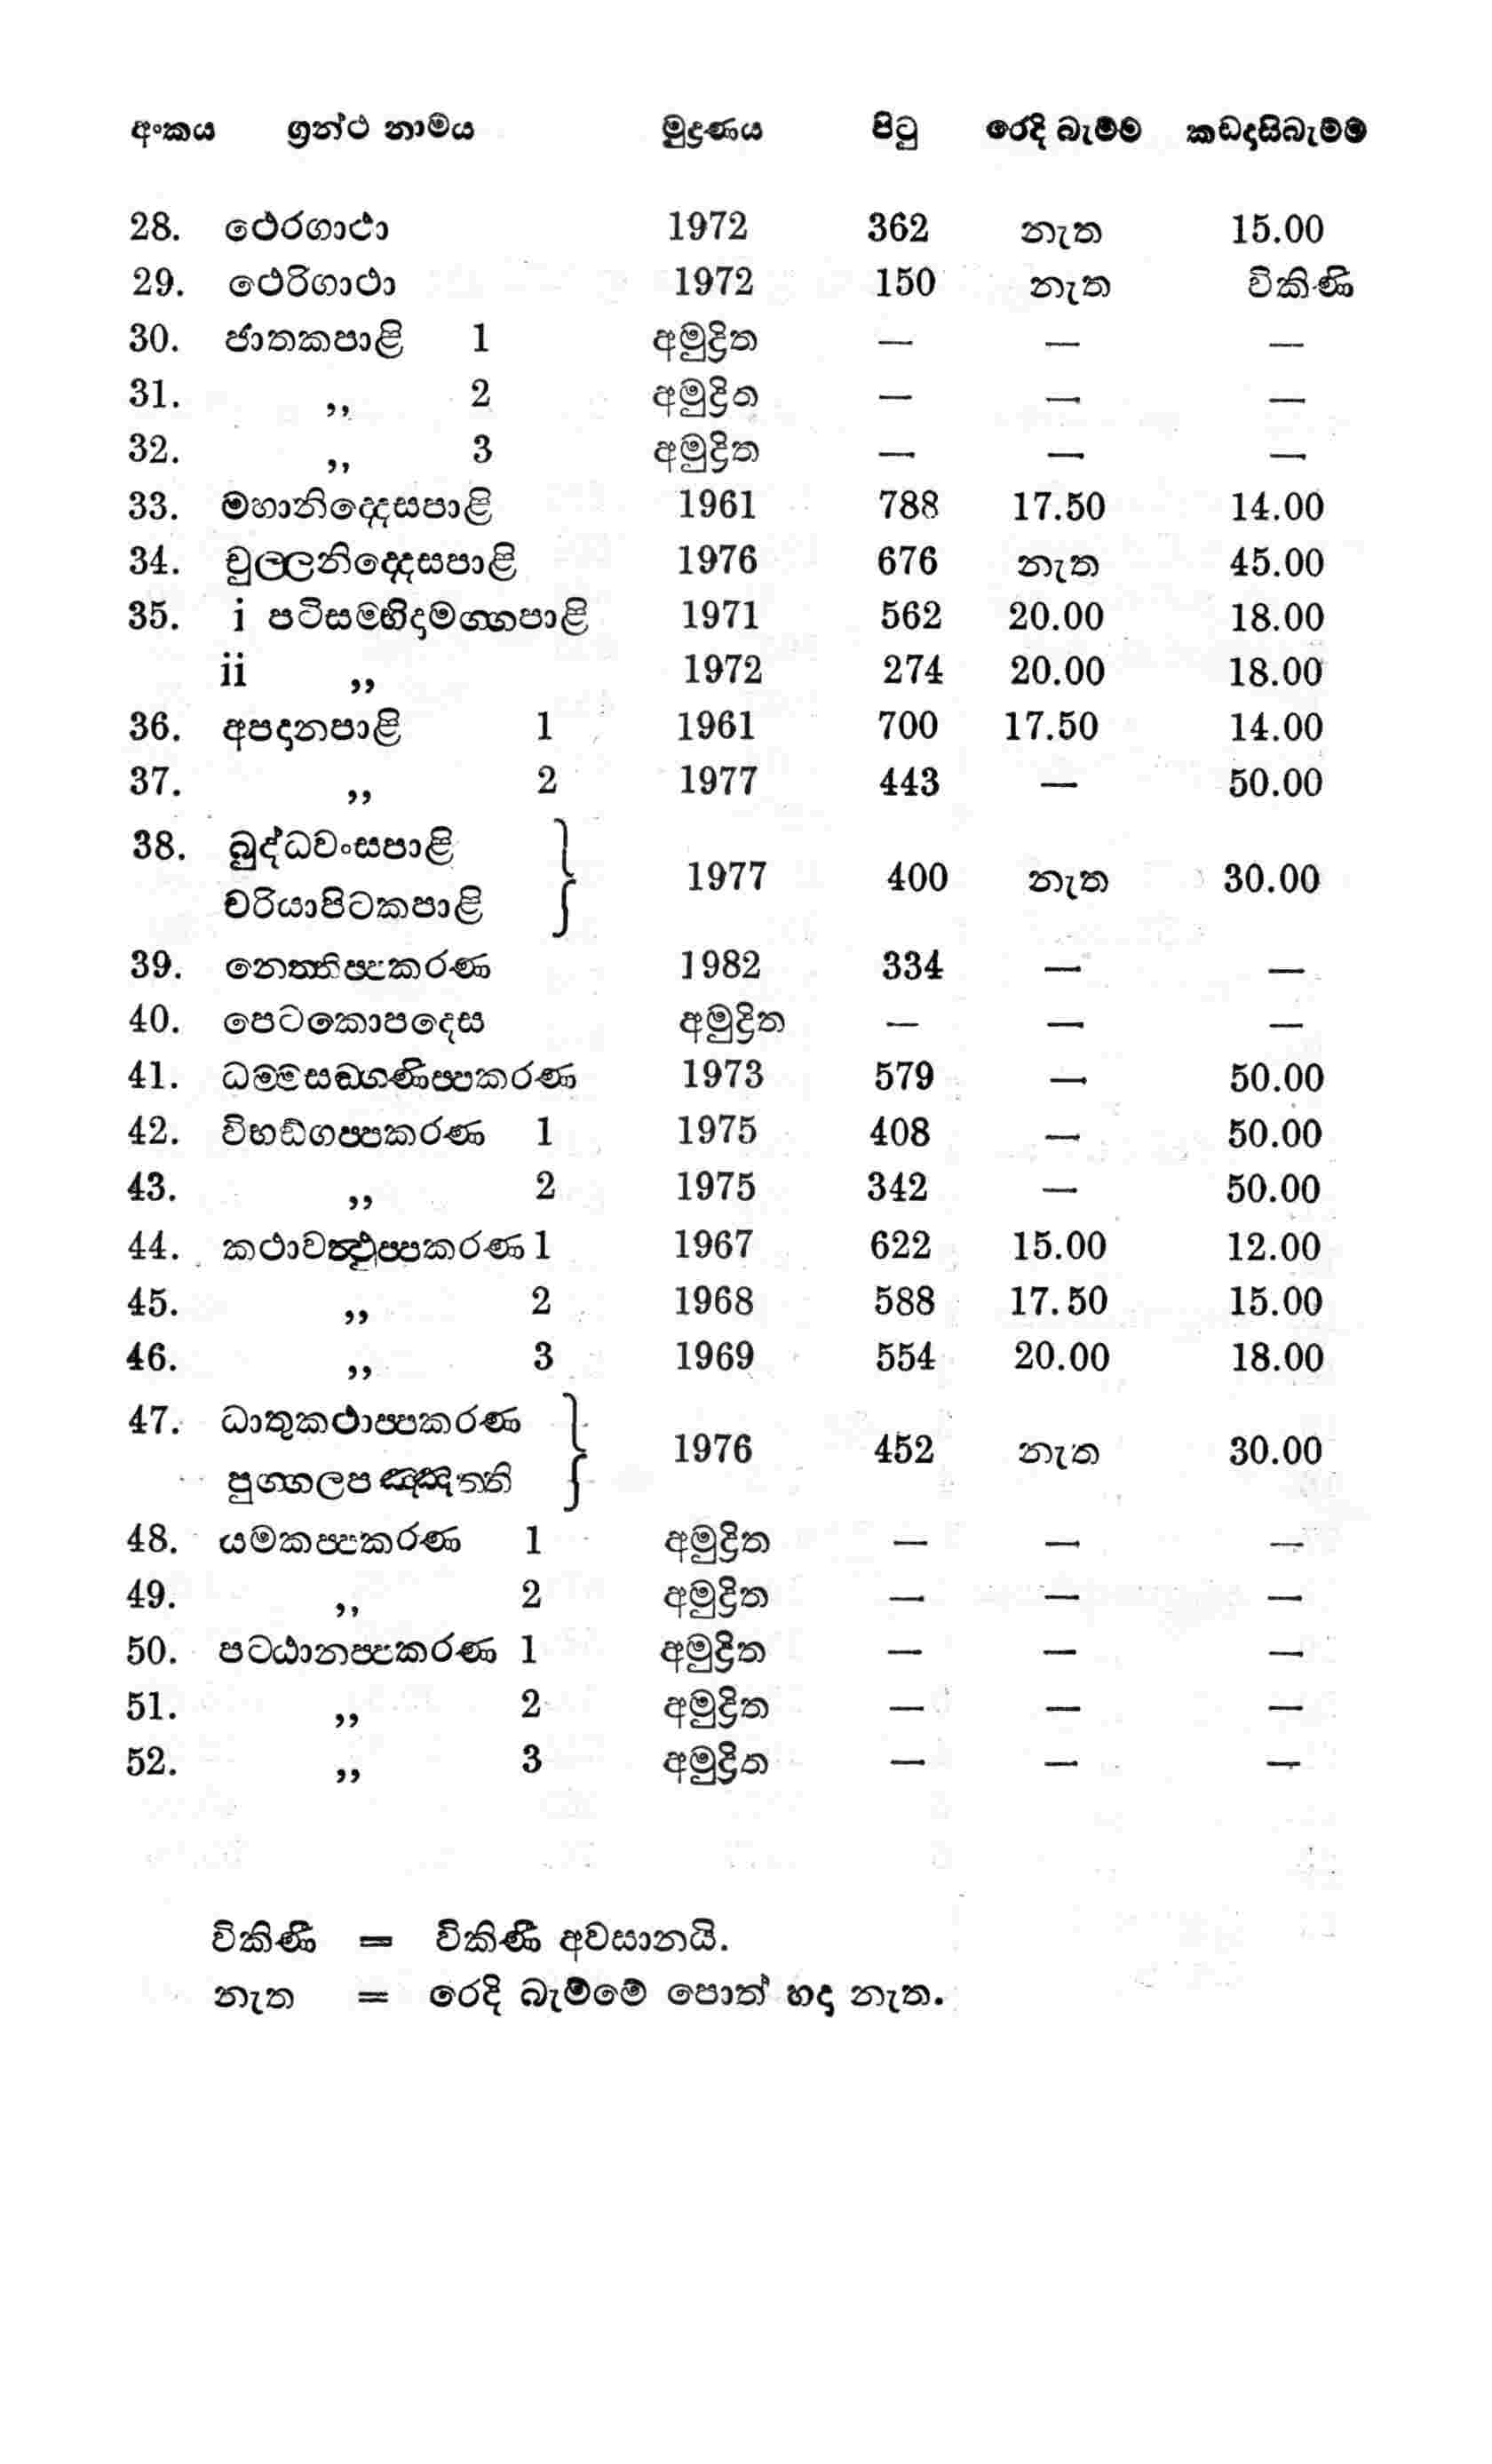 අංකය ග්‍රන්ථ නාමය මුද්‍රණය පිටු රෙදි බැම්ම කඩදාසිබැම්ම
28. ථෙරගාථා 1972 362 නැත 15.00
29. ථෙරිගාථා 1972 150 නැත විකිණි
30. ජාතකපාළි 1 අමුද්‍රිත — — —
31. ,, 2 අමුද්‍රිත — — —
32. ,, 3 අමුද්‍රිත — — —
33. මහානිද්‍දෙසපාළි 1961 788 17.50 14.00
34. චුල්‍ලනිද්‍දෙසපාළි 1976 676 නැත 45.00
35. i පටිසම්‍භිදාමග්‍ගපාළි 1971 562 20.00 18.00
ii ,, 1972 274 20.00 18.00
36. අපදානපාළි 1 1961 700 17.50 14.00
37. ,, 2 1977 443 — 50.00
38. බුද්ධවංසපාළි
චරියාපිටකපාළි } 1977 400 නැත 30.00
39. නෙත්‍තිප්‍පකරණ 1982 334 — —
40. පෙටකොපදෙස අමුද්‍රිත — — —
41. ධම්‍මසඞ්‍ගණිප්‍පකරණ 1973 579 — 50.00
42. විභඞ්ගප්‍පකරණ 1 1975 408 — 50.00
43. ,, 2 1975 342 — 50.00
44. කථාවත්‍ථුප්‍පකරණ 1 1967 622 15.00 12.00
45. ,, 2 1968 588 17.50 15.00
46. ,, 3 1969 554 20.00 18.00
47. ධාතුකථාප්‍පකරණ
පුග්‍ගලපඤ්‍ඤත්‍ති } 1976 452 නැත 30.00
48. යමකප්‍පකරණ 1 අමුද්‍රිත — — —
49. ,, 2 අමුද්‍රිත — — —
50. පට්‍ඨානප්‍පකරණ 1 අමුද්‍රිත — — —
51. ,, 2 අමුද්‍රිත — — —
52. ,, 3 අමුද්‍රිත — — —
විකිණී = විකිණී අවසානයි.
නැත = රෙදි බැම්මේ පොත් හදා නැත.